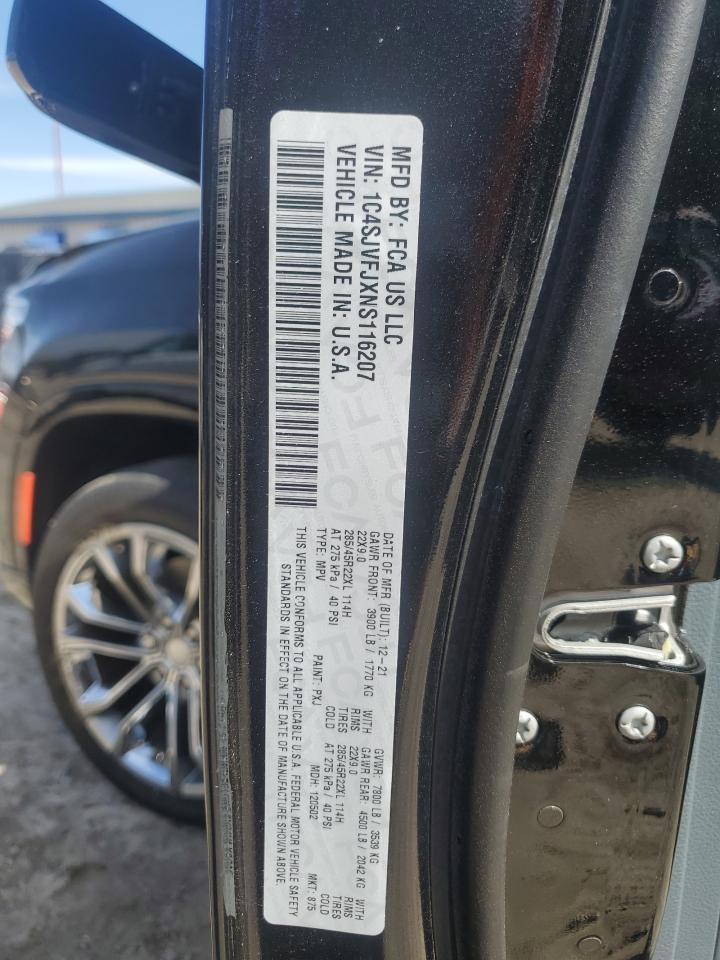 MFD BY: FCA US LLC
VIN: 1C4SJVFJXNS116207
VEHICLE MADE IN: U.S.A.
DATE OF MFR (BUILT): 12-21 GVWR: 7800 LB / 3539 KG
GAWR FRONT: 3900 LB / 1770 KG WITH GAWR REAR: 4500 LB / 2042 KG WITH
22X9.0 RIMS 22X9.0 RIMS
285/45R22XL 114H TIRES 285/45R22XL 114H TIRES
AT 275 kPa / 40 PSI COLD AT 275 kPa / 40 PSI COLD
TYPE: MPV PAINT: PXJ MDH: 120502 MKT: 875
THIS VEHICLE CONFORMS TO ALL APPLICABLE U.S.A. FEDERAL MOTOR VEHICLE SAFETY
STANDARDS IN EFFECT ON THE DATE OF MANUFACTURE SHOWN ABOVE.